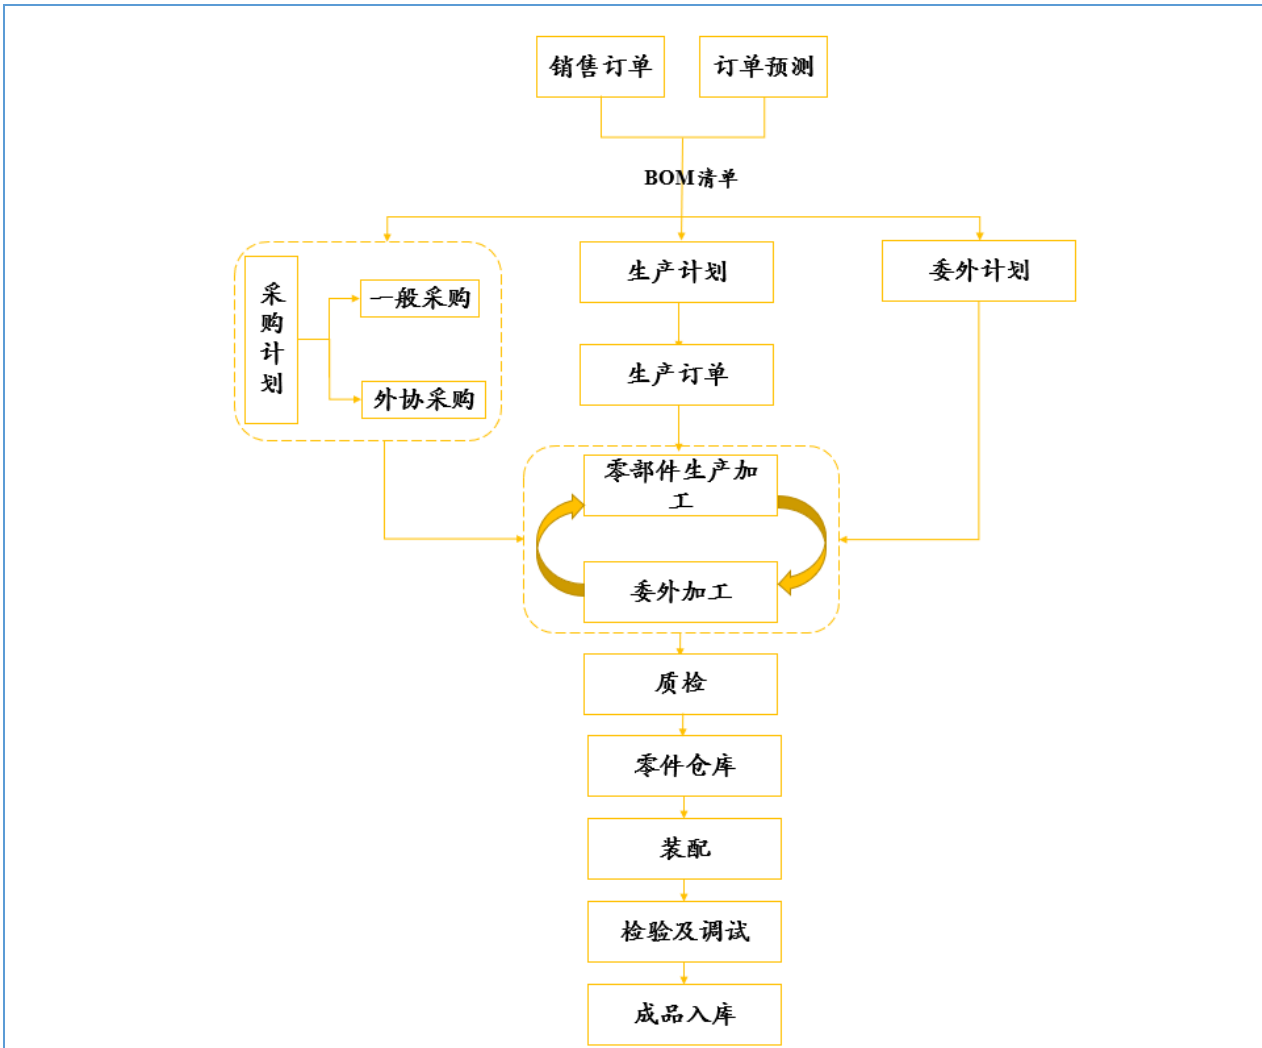 销售订单
订单预测
BOM清单
采购计划
一般采购
外协采购
生产计划
委外计划
生产订单
零部件生产加
工
委外加工
质检
零件仓库
装配
检验及调试
成品入库